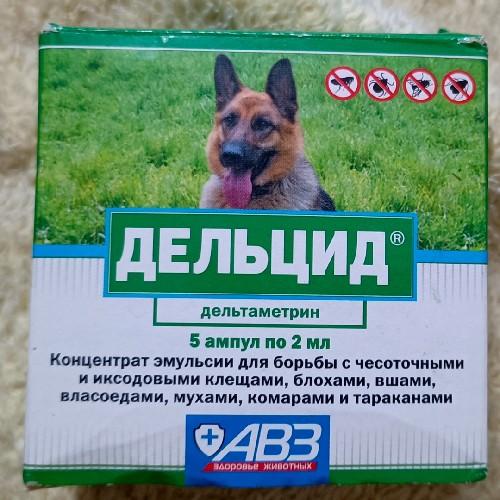 ДЕЛЬЦИД®
дельтаметрин
5 ампул по 2 мл
Концентрат эмульсии для борьбы с чесоточными
и иксодовыми клещами, блохами, вшами,
власоедами, мухами, комарами и тараканами
АВЗ
здоровье животных